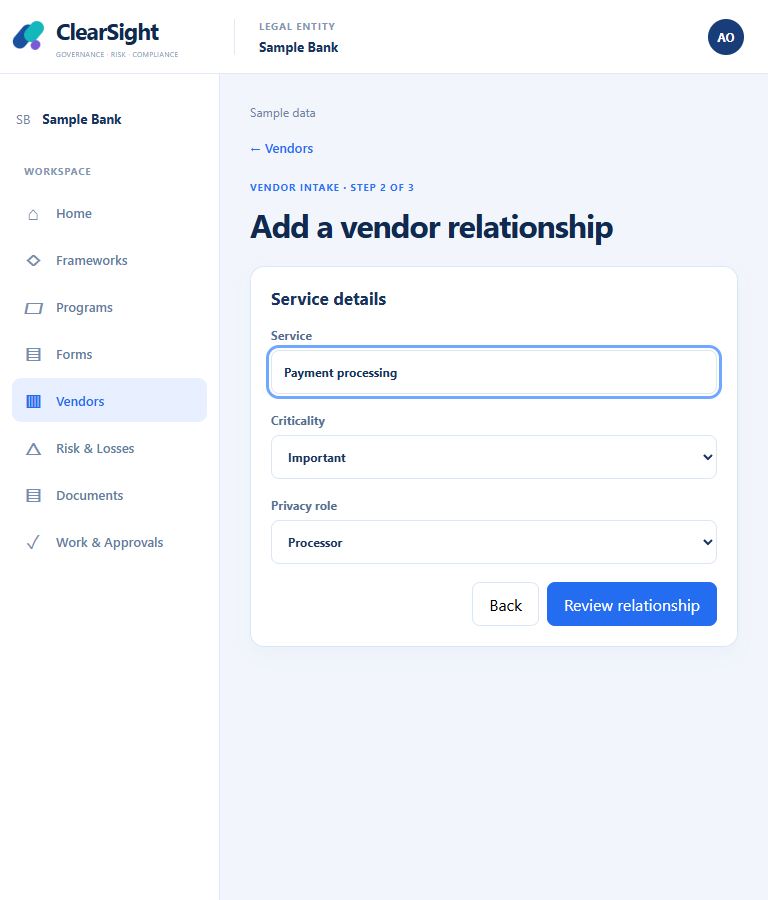 ClearSight
GOVERNANCE · RISK · COMPLIANCE
LEGAL ENTITY
Sample Bank
AO
SB Sample Bank
WORKSPACE
Home
Frameworks
Programs
Forms
Vendors
Risk & Losses
Documents
Work & Approvals
Sample data
← Vendors
VENDOR INTAKE · STEP 2 OF 3
Add a vendor relationship
Service details
Service
Payment processing
Criticality
Important
Privacy role
Processor
Back
Review relationship